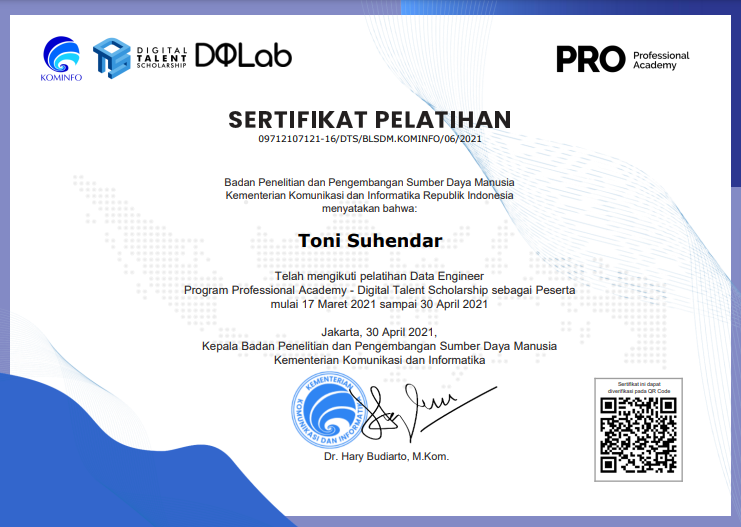 KOMINFO
DIGITAL
TALENT
SCHOLARSHIP
DQLab
PRO
Professional
Academy
SERTIFIKAT PELATIHAN
09712107121-16/DTS/BLSDM.KOMINFO/06/2021
Badan Penelitian dan Pengembangan Sumber Daya Manusia
Kementerian Komunikasi dan Informatika Republik Indonesia
menyatakan bahwa:
Toni Suhendar
Telah mengikuti pelatihan Data Engineer
Program Professional Academy - Digital Talent Scholarship sebagai Peserta
mulai 17 Maret 2021 sampai 30 April 2021
Jakarta, 30 April 2021,
Kepala Badan Penelitian dan Pengembangan Sumber Daya Manusia
Kementerian Komunikasi dan Informatika
KEMENTERIAN
KOMUNIKASI DAN
Dr. Hary Budiarto, M.Kom.
Sertifikat ini dapat
diverifikasi pada QR Code